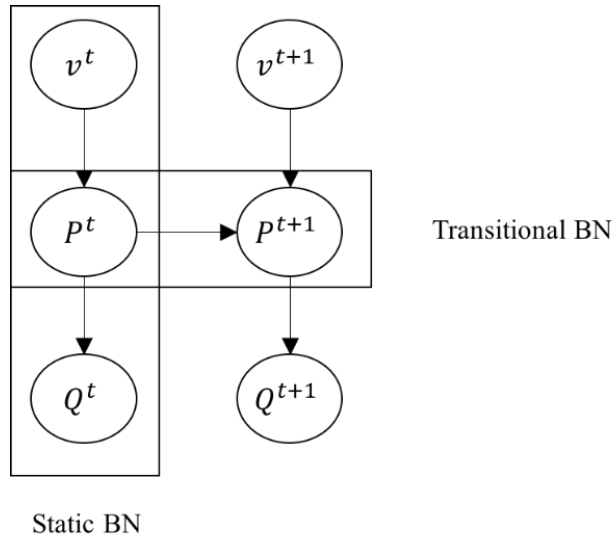 v^t v^{t+1}
P^t P^{t+1} Transitional BN
Q^t Q^{t+1}
Static BN